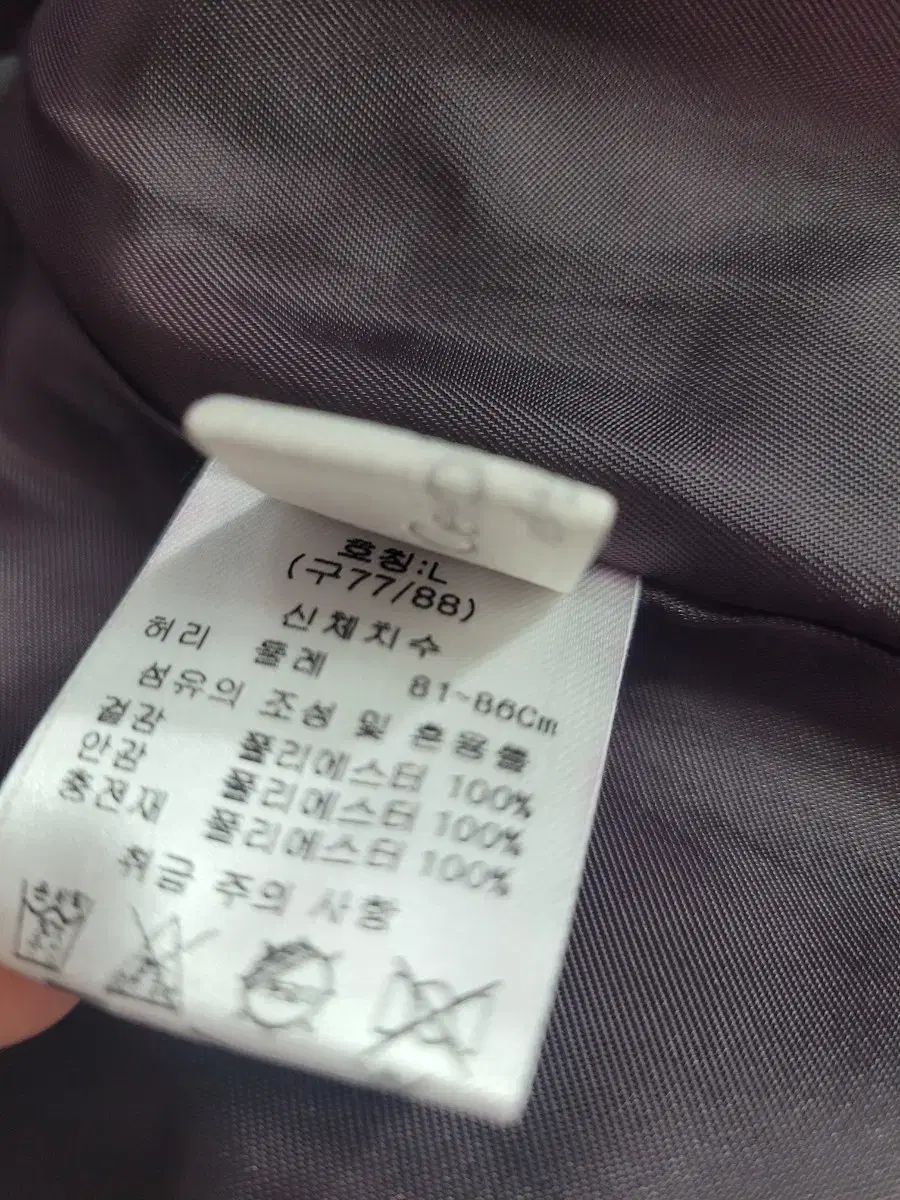 호칭:L
(구77/88)
신체치수
허리 둘레 81~86Cm
섬유의 조성 및 혼용률
겉감 폴리에스터 100%
안감 폴리에스터 100%
충전재 폴리에스터 100%
취급 주의 사항